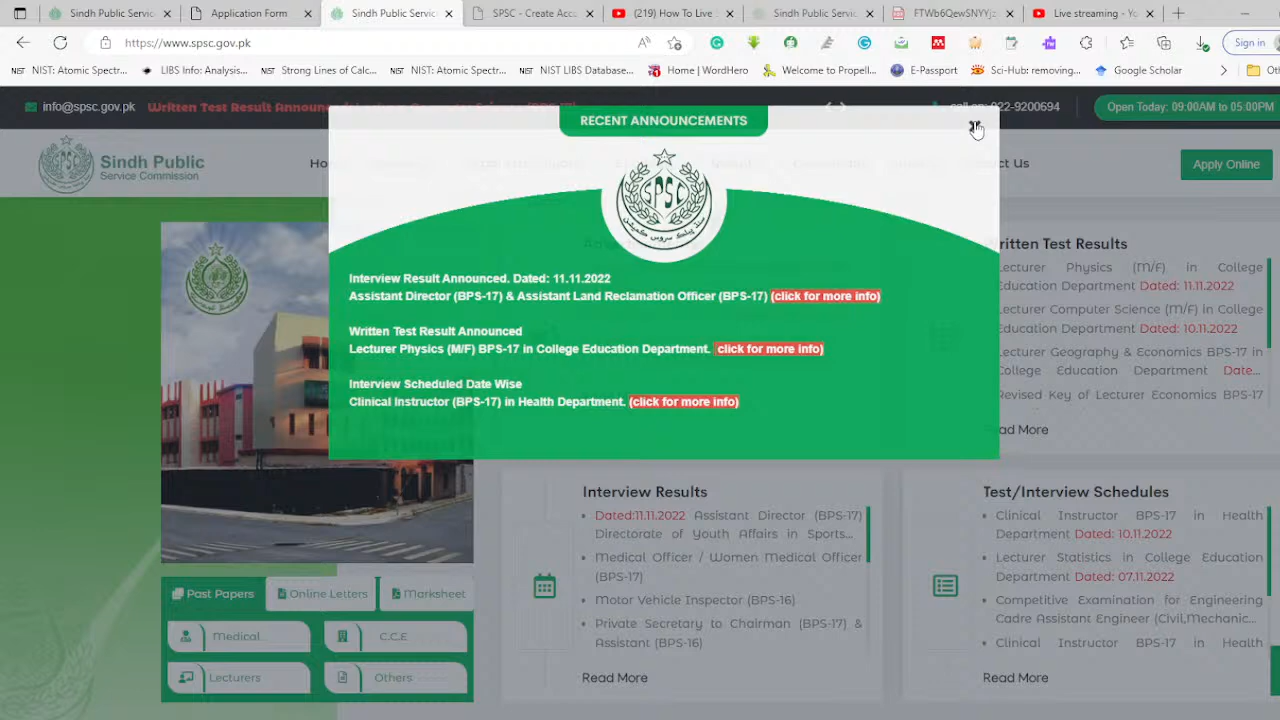 Sindh Public Servic
Application Form
Sindh Public Servic
SPSC - Create Acc
(219) How To Live
Sindh Public Servic
FTWb6QewSNYYjz
Live streaming - Yo
https://www.spsc.gov.pk
Sign in
NIST: Atomic Spectr...
LIBS Info, Analysis...
Strong Lines of Calc...
NIST: Atomic Spectr...
NIST LIBS Database...
Home | WordHero
Welcome to Propell...
E-Passport
Sci-Hub: removing...
Google Scholar
info@spsc.gov.pk
022-9200694
Open Today: 09:00AM to 05:00PM
Sindh Public
Service Commission
Apply Online
RECENT ANNOUNCEMENTS
SPSC
سندھ پبلک سروس کمیشن
Interview Result Announced. Dated: 11.11.2022
Assistant Director (BPS-17) & Assistant Land Reclamation Officer (BPS-17) (click for more info)
Written Test Result Announced
Lecturer Physics (M/F) BPS-17 in College Education Department. click for more info)
Interview Scheduled Date Wise
Clinical Instructor (BPS-17) in Health Department. (click for more info)
ritten Test Results
ecturer Physics (M/F) in College
Education Department Dated: 11.11.2022
ecturer Computer Science (M/F) in College
Education Department Dated: 10.11.2022
ecturer Geography & Economics BPS-17 in
College Education Department Date...
Revised Key of Lecturer Economics BPS-17
ad More
Past Papers
Online Letters
Marksheet
Medical...
C.C.E
Lecturers
Others
Interview Results
Dated:11.11.2022 Assistant Director (BPS-17)
Directorate of Youth Affairs in Sports...
Medical Officer / Women Medical Officer
(BPS-17)
Motor Vehicle Inspector (BPS-16)
Private Secretary to Chairman (BPS-17) &
Assistant (BPS-16)
Read More
Test/Interview Schedules
Clinical Instructor BPS-17 in Health
Department Dated: 10.11.2022
Lecturer Statistics in College Education
Department Dated: 07.11.2022
Competitive Examination for Engineering
Cadre Assistant Engineer (Civil,Mechanic...
Clinical Instructor BPS-17 in Health
Read More